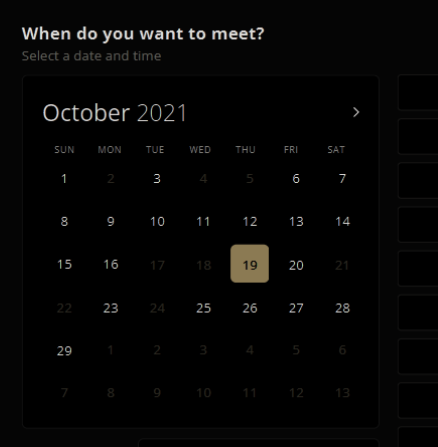 When do you want to meet?
Select a date and time
October 2021 >
SUN MON TUE WED THU FRI SAT
1 2 3 4 5 6 7
8 9 10 11 12 13 14
15 16 17 18 19 20 21
22 23 24 25 26 27 28
29 1 2 3 4 5 6
7 8 9 10 11 12 13